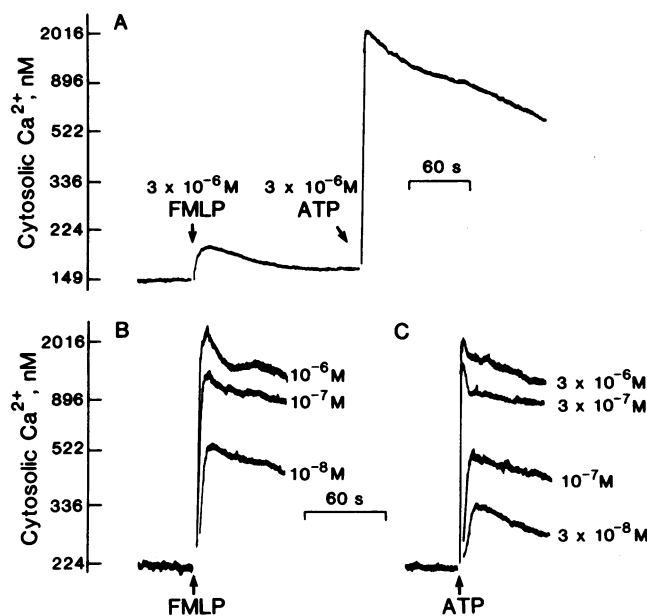 A
Cytosolic Ca²⁺, nM
2016
896
522
336
224
149
3 x 10⁻⁶M
FMLP
3 x 10⁻⁶M
ATP
60 s
B
Cytosolic Ca²⁺, nM
2016
896
522
336
224
10⁻⁶M
10⁻⁷M
10⁻⁸M
60 s
FMLP
C
3 x 10⁻⁶M
3 x 10⁻⁷M
10⁻⁷M
3 x 10⁻⁸M
ATP